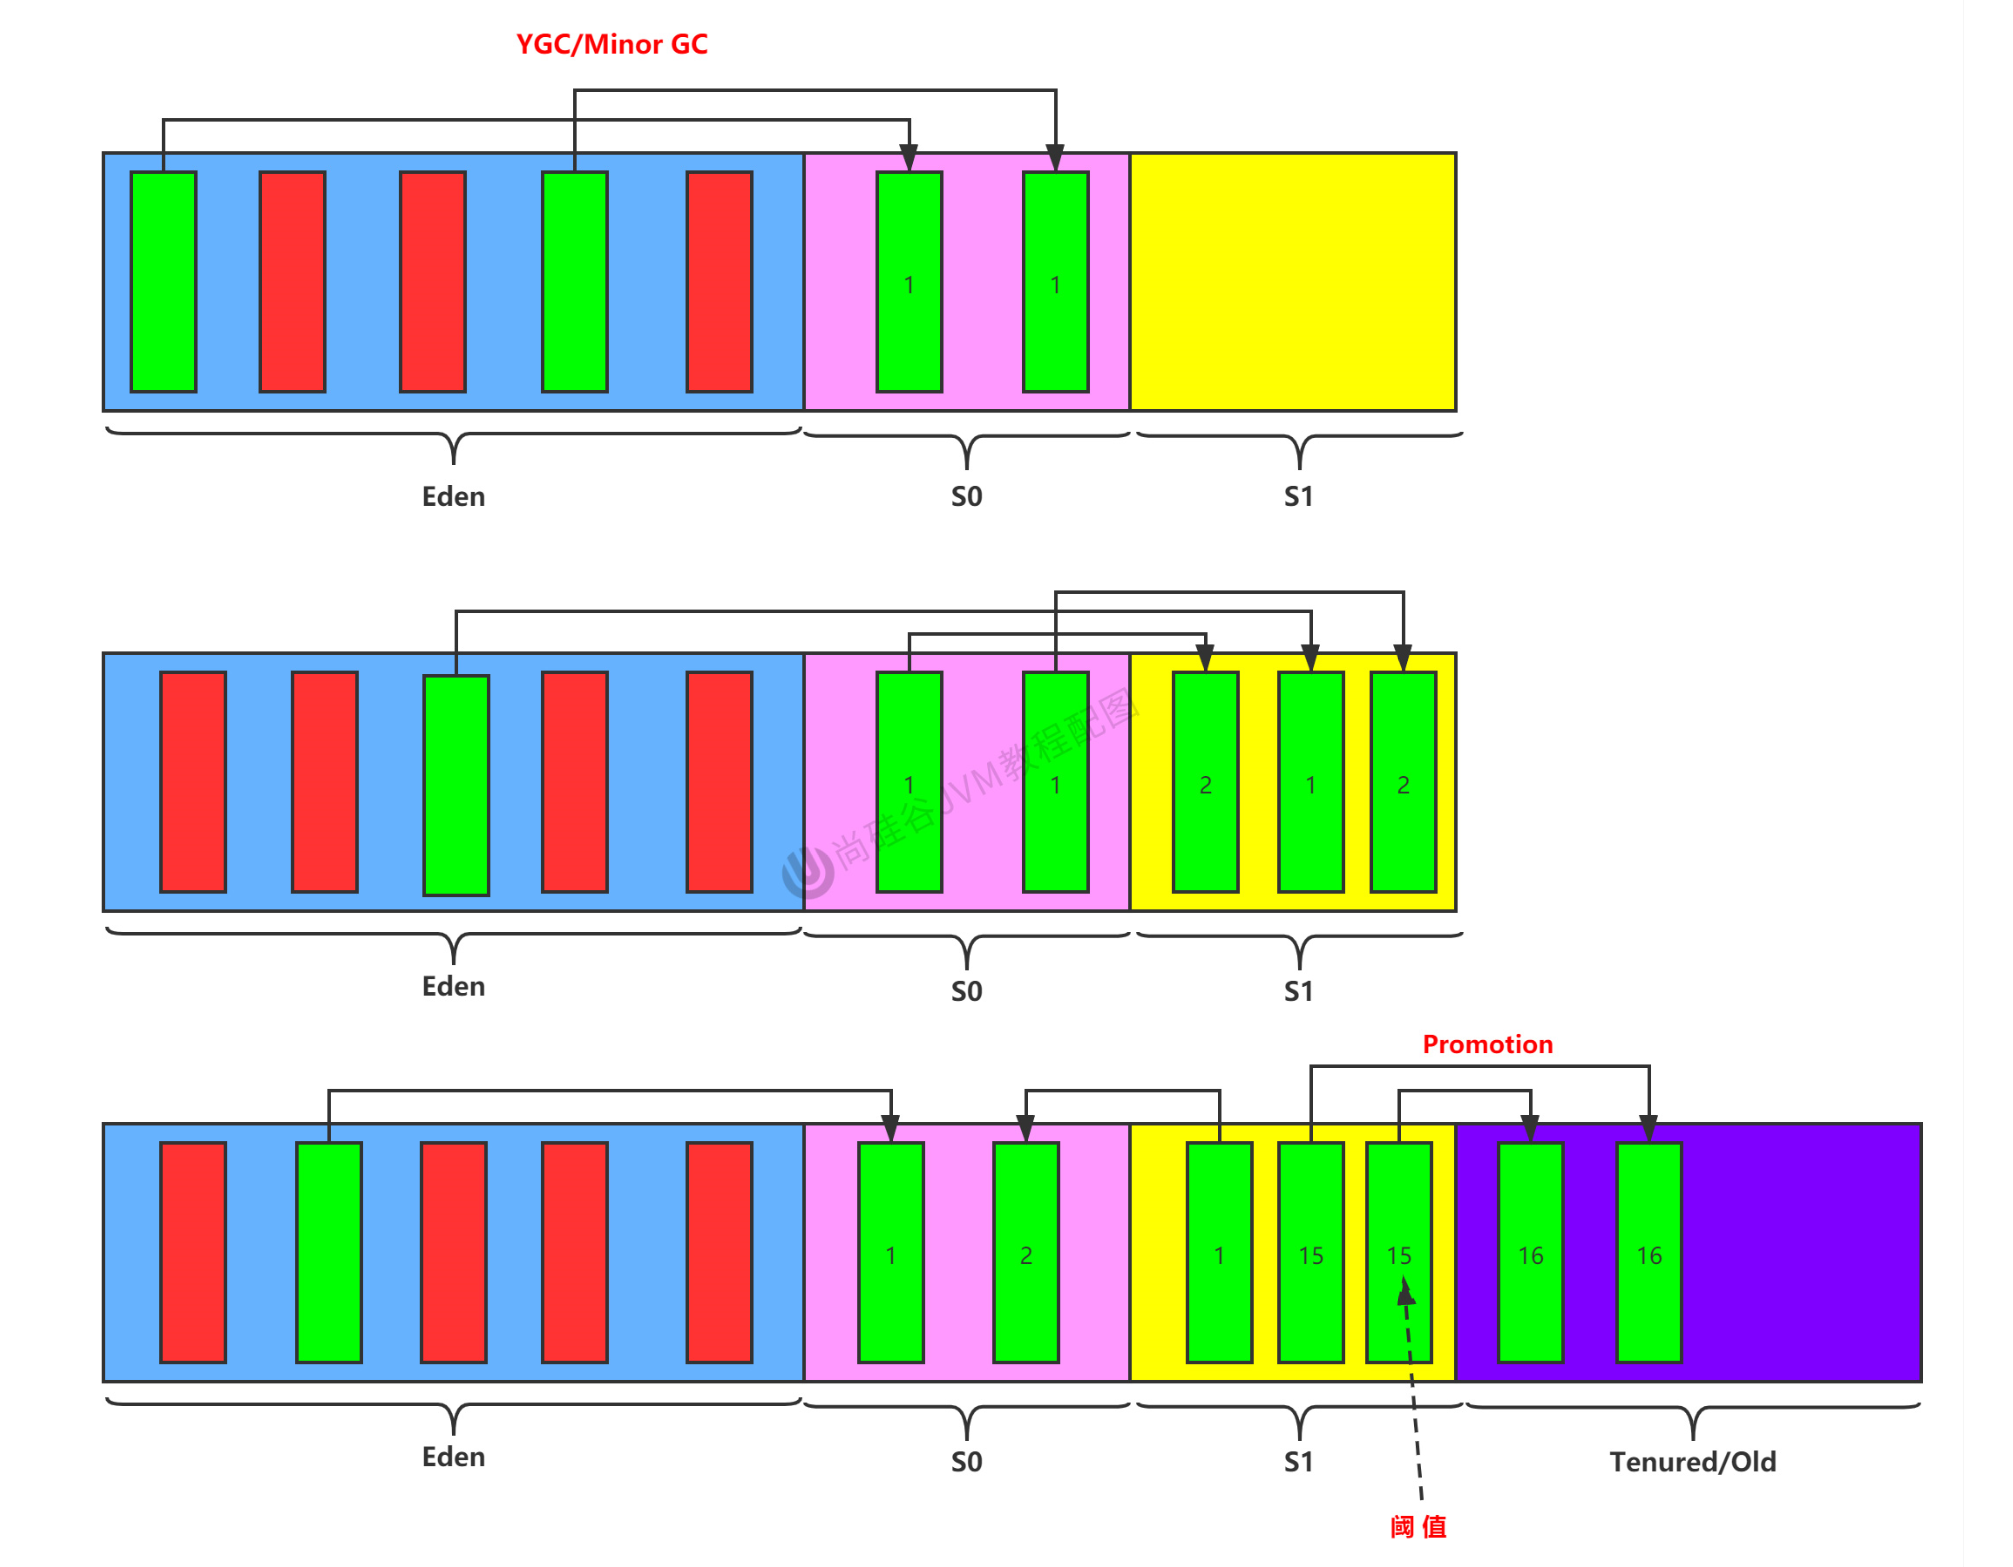 YGC/Minor GC
1 1
Eden S0 S1
1 1 2 1 2
尚硅谷JVM教程配图
Eden S0 S1
Promotion
1 2 1 15 15 16 16
Eden S0 S1 Tenured/Old
阈值